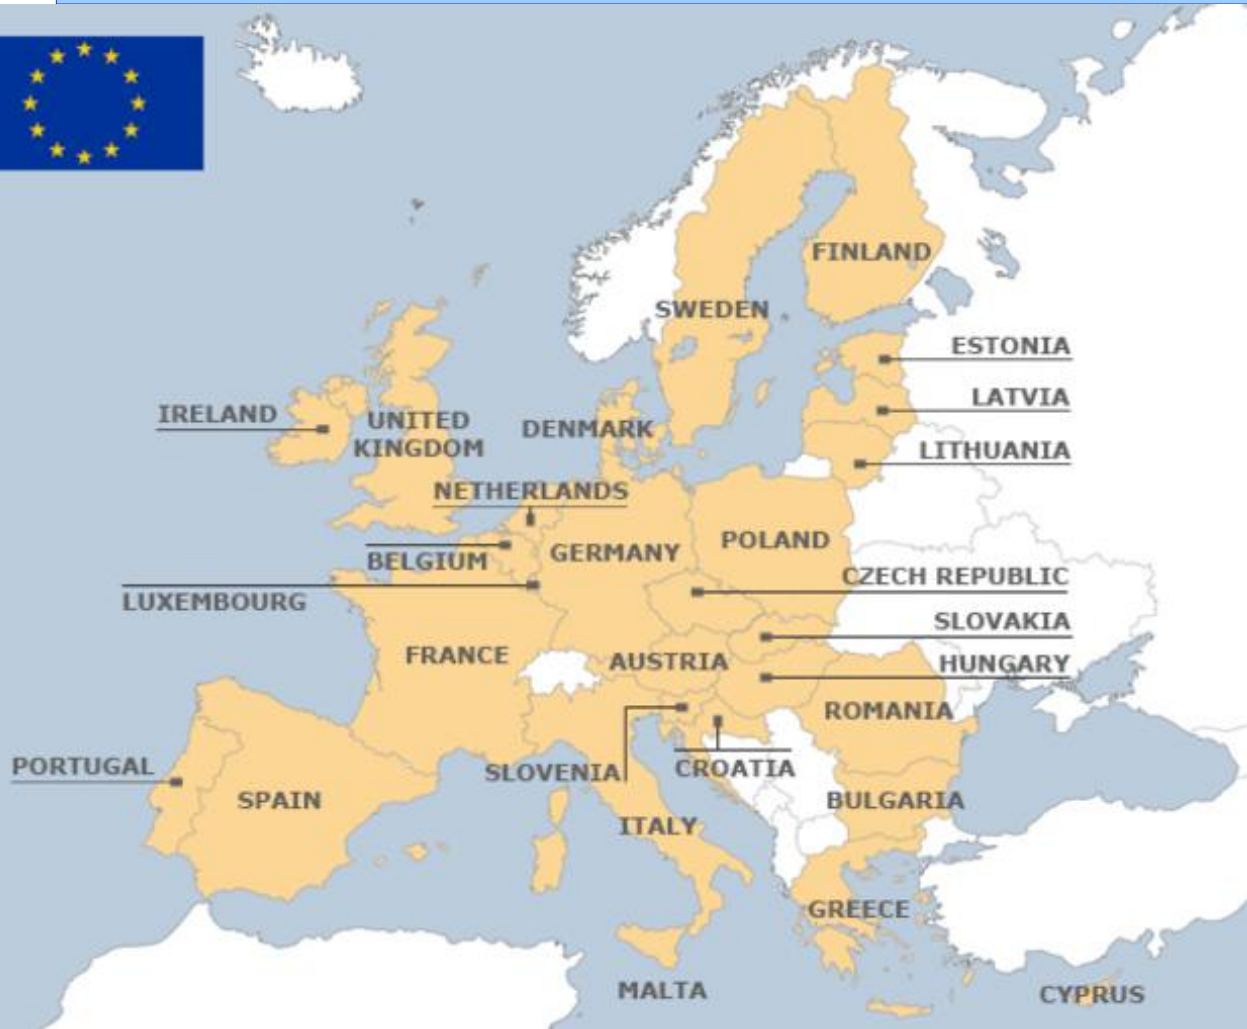 FINLAND
SWEDEN
ESTONIA
LATVIA
IRELAND
UNITED
KINGDOM
DENMARK
LITHUANIA
NETHERLANDS
POLAND
GERMANY
BELGIUM
CZECH REPUBLIC
LUXEMBOURG
SLOVAKIA
FRANCE
AUSTRIA
HUNGARY
ROMANIA
PORTUGAL
SLOVENIA
CROATIA
SPAIN
BULGARIA
ITALY
GREECE
MALTA
CYPRUS